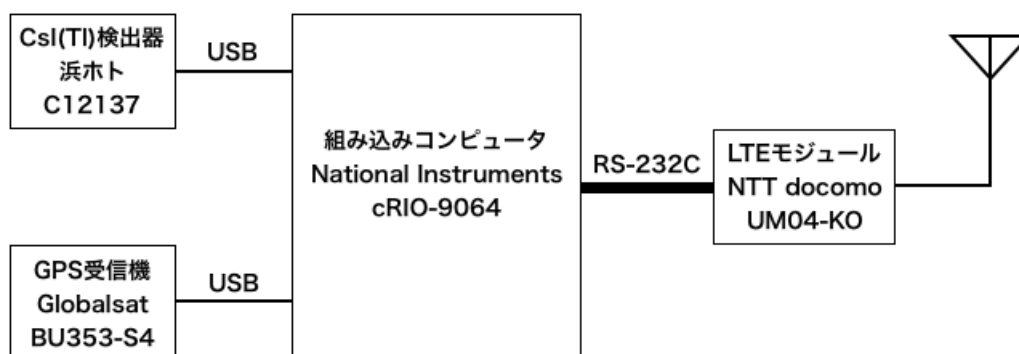 CsI(Tl)検出器
浜ホト
C12137
USB
組み込みコンピュータ
National Instruments
cRIO-9064
RS-232C
LTEモジュール
NTT docomo
UM04-KO
GPS受信機
Globalsat
BU353-S4
USB